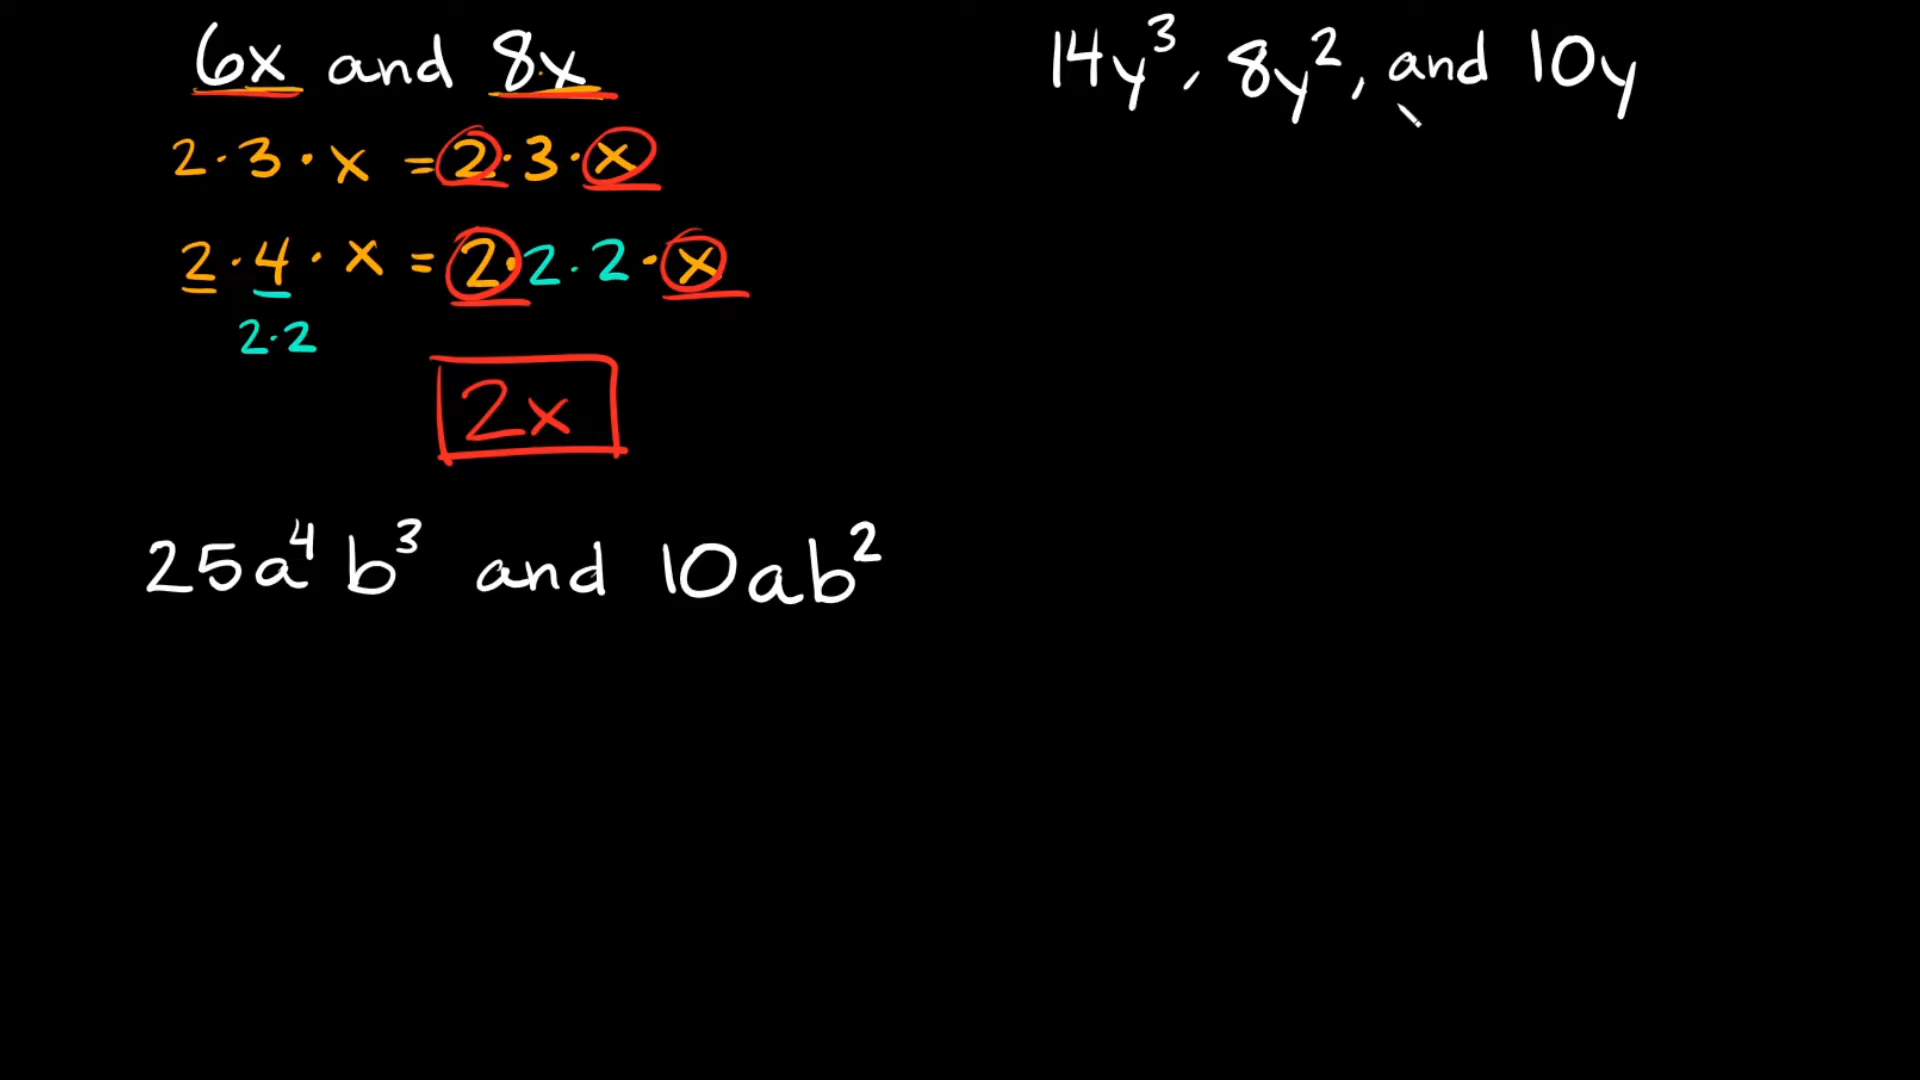 6x and 8x
2·3·x = 2·3·x
2·4·x = 2·2·2·x
2·2
2x
25a⁴b³ and 10ab²
14y³, 8y², and 10y